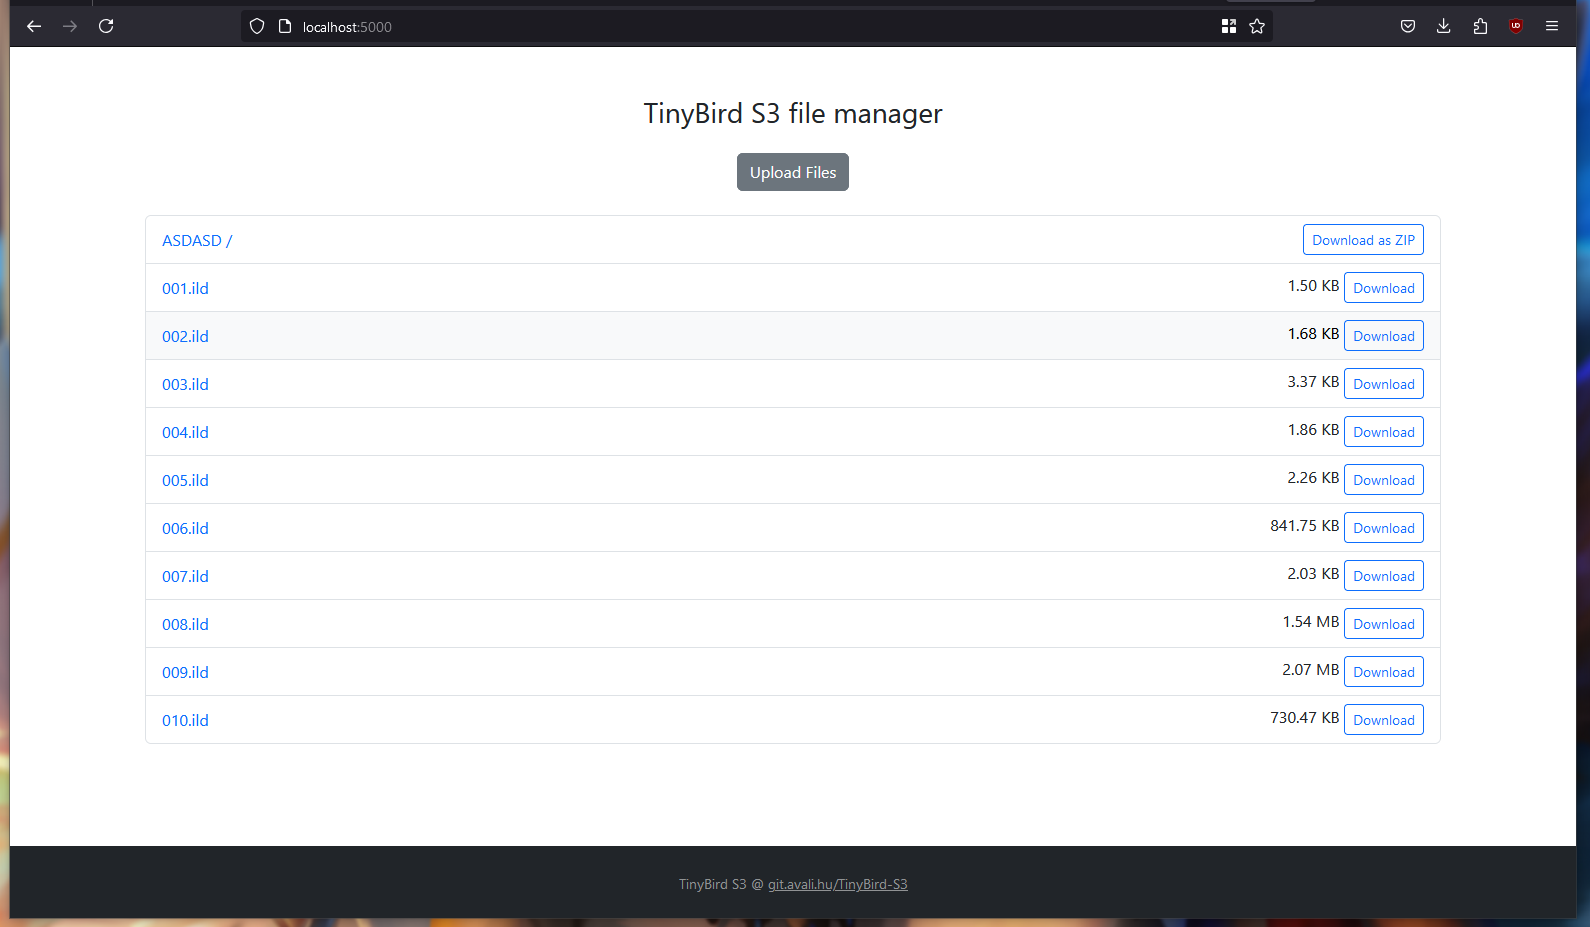 localhost:5000
TinyBird S3 file manager
Upload Files
ASDASD / Download as ZIP
001.ild 1.50 KB Download
002.ild 1.68 KB Download
003.ild 3.37 KB Download
004.ild 1.86 KB Download
005.ild 2.26 KB Download
006.ild 841.75 KB Download
007.ild 2.03 KB Download
008.ild 1.54 MB Download
009.ild 2.07 MB Download
010.ild 730.47 KB Download
TinyBird S3 @ git.avali.hu/TinyBird-S3